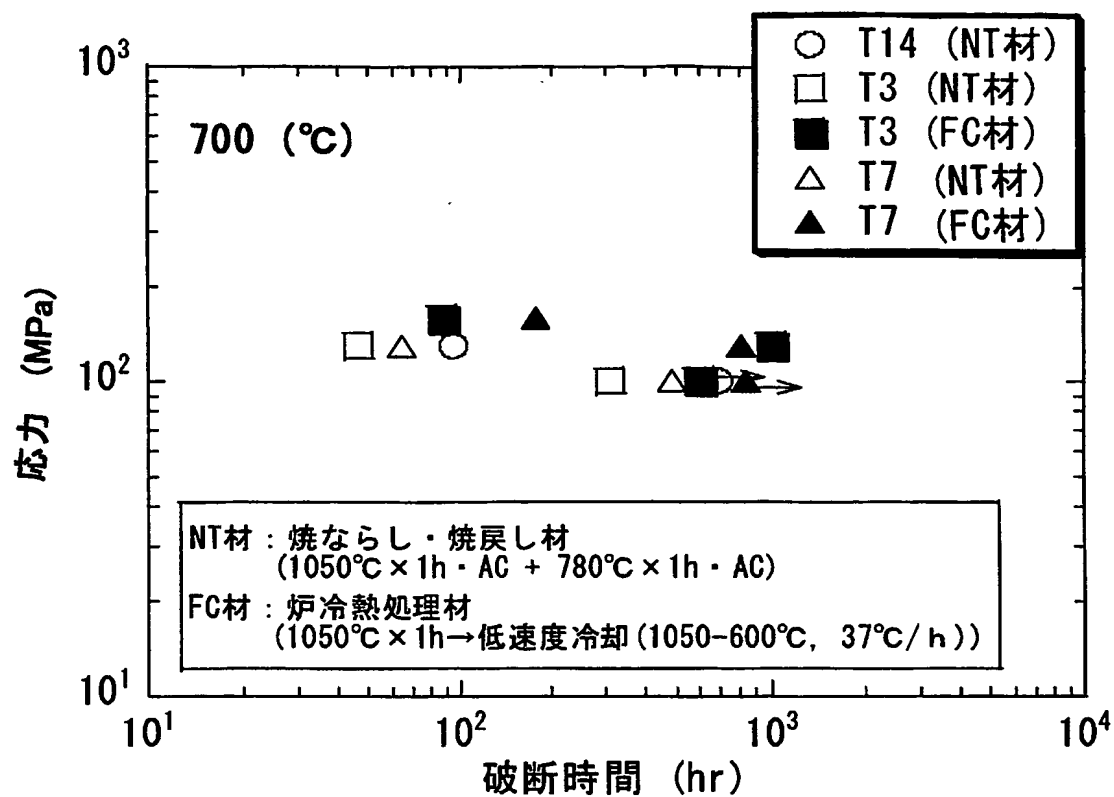 10³
700 (℃)
○ T14 (NT材)
□ T3 (NT材)
■ T3 (FC材)
△ T7 (NT材)
▲ T7 (FC材)
応力 (MPa)
10²
NT材:焼ならし・焼戻し材
(1050℃×1h・AC + 780℃×1h・AC)
FC材:炉冷熱処理材
(1050℃×1h→低速度冷却(1050-600℃, 37℃/h))
10¹
10¹ 10² 10³ 10⁴
破断時間 (hr)